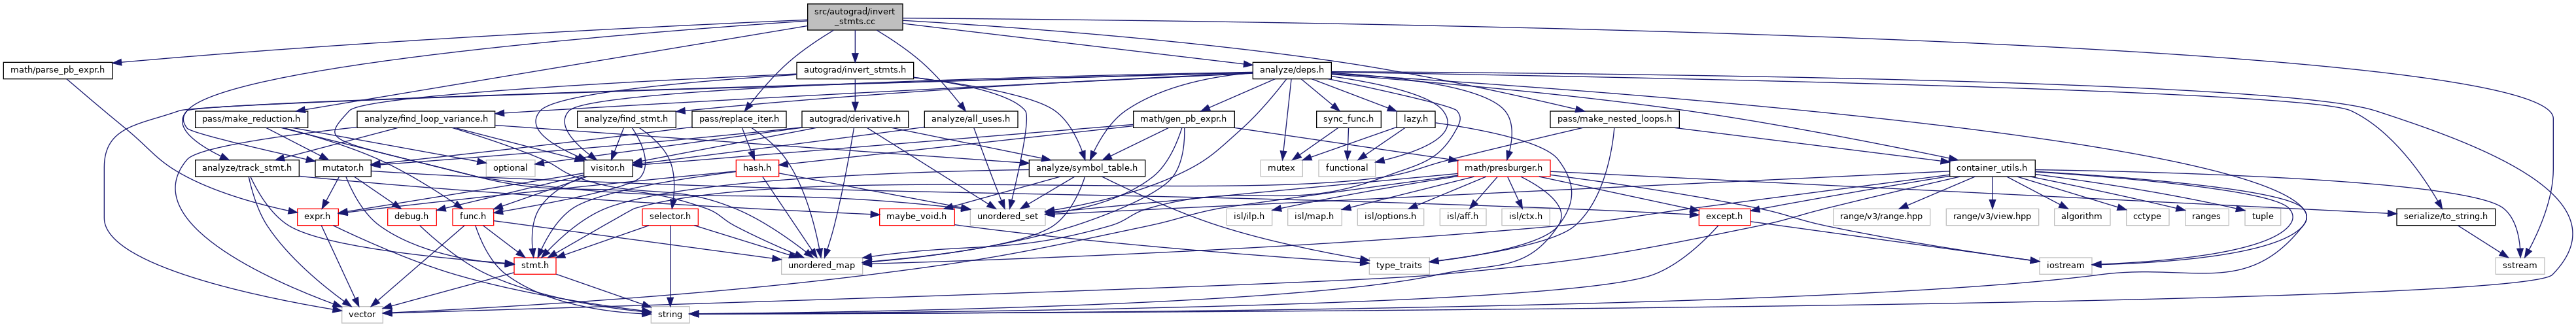 src/autograd/invert
_stmts.cc
math/parse_pb_expr.h
autograd/invert_stmts.h
analyze/deps.h
pass/make_reduction.h
analyze/find_loop_variance.h
analyze/find_stmt.h
pass/replace_iter.h
autograd/derivative.h
analyze/all_uses.h
math/gen_pb_expr.h
sync_func.h
lazy.h
pass/make_nested_loops.h
analyze/track_stmt.h
mutator.h
optional
visitor.h
hash.h
analyze/symbol_table.h
mutex
functional
math/presburger.h
container_utils.h
expr.h
debug.h
func.h
selector.h
maybe_void.h
unordered_set
isl/ilp.h
isl/map.h
isl/options.h
isl/aff.h
isl/ctx.h
except.h
range/v3/range.hpp
range/v3/view.hpp
algorithm
cctype
ranges
tuple
serialize/to_string.h
stmt.h
unordered_map
type_traits
iostream
sstream
vector
string